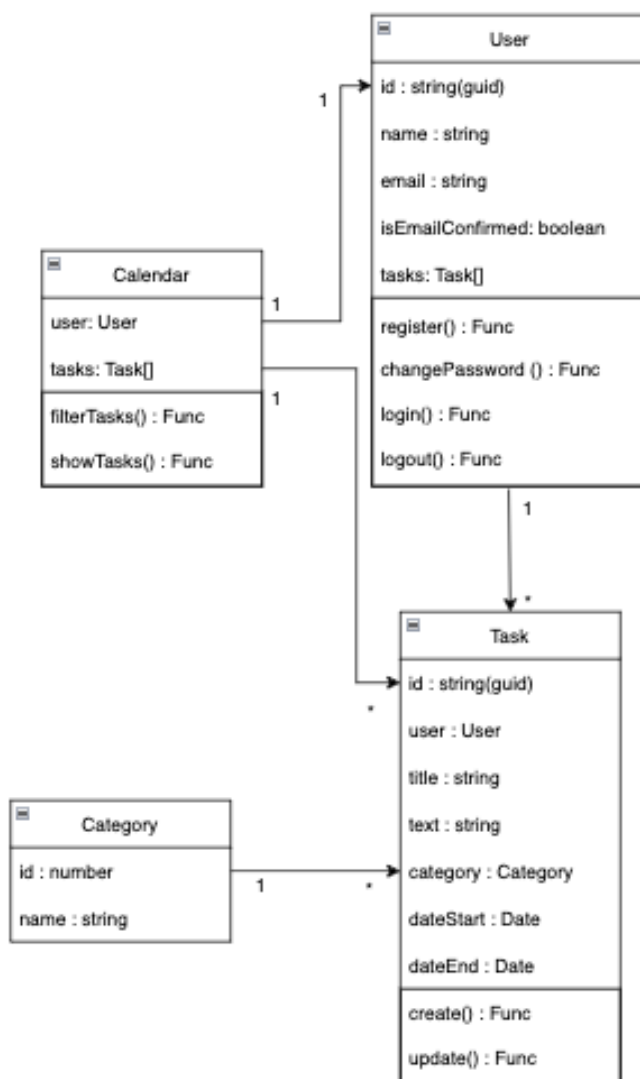 User
id : string(guid)
name : string
email : string
isEmailConfirmed: boolean
tasks: Task[]
register() : Func
changePassword () : Func
login() : Func
logout() : Func
1
1
Calendar
user: User
tasks: Task[]
filterTasks() : Func
showTasks() : Func
1
1
*
*
Task
id : string(guid)
user : User
title : string
text : string
category : Category
dateStart : Date
dateEnd : Date
create() : Func
update() : Func
Category
id : number
name : string
1
*